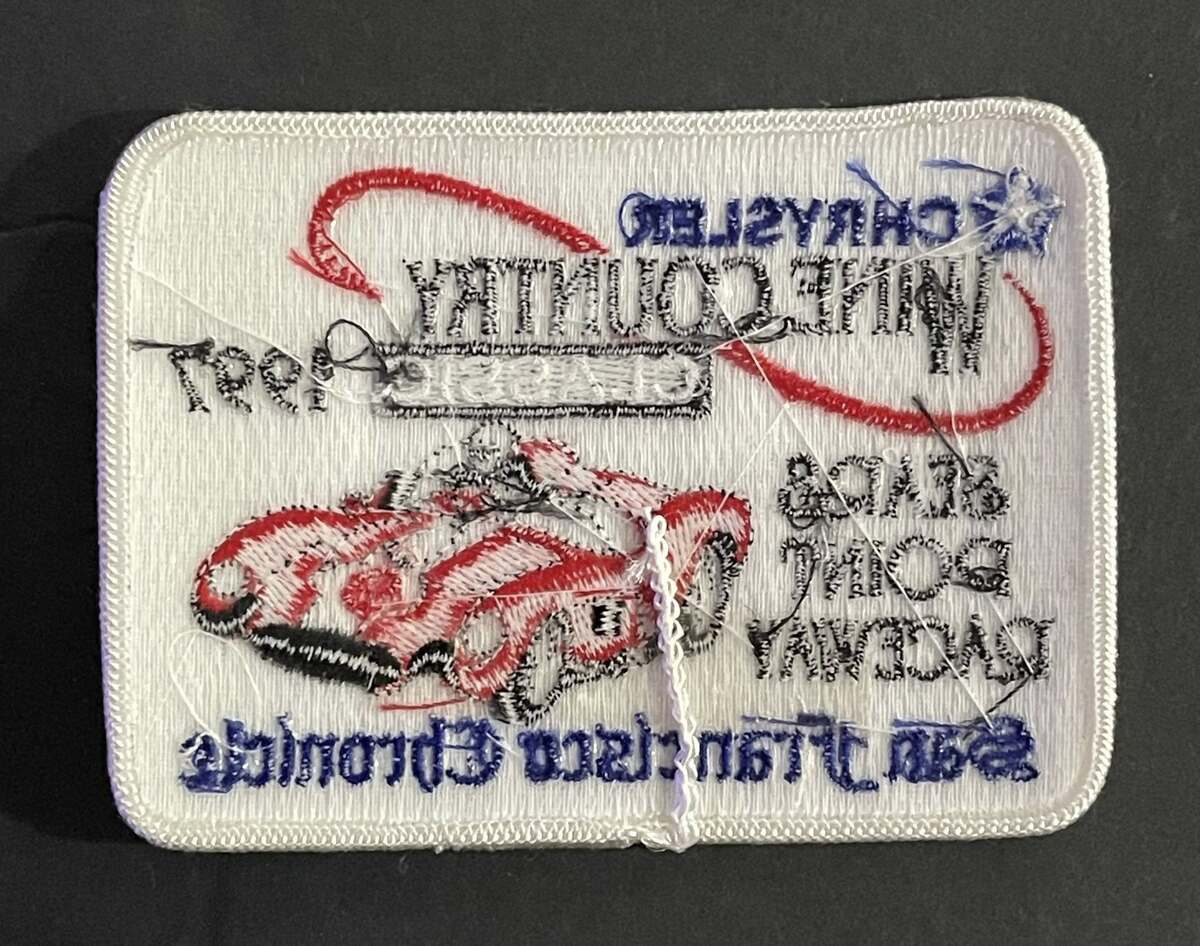 CHRYSLER
WINE COUNTRY
CLASSIC 1997
SEARS
POINT
RACEWAY
San Francisco Chronicle